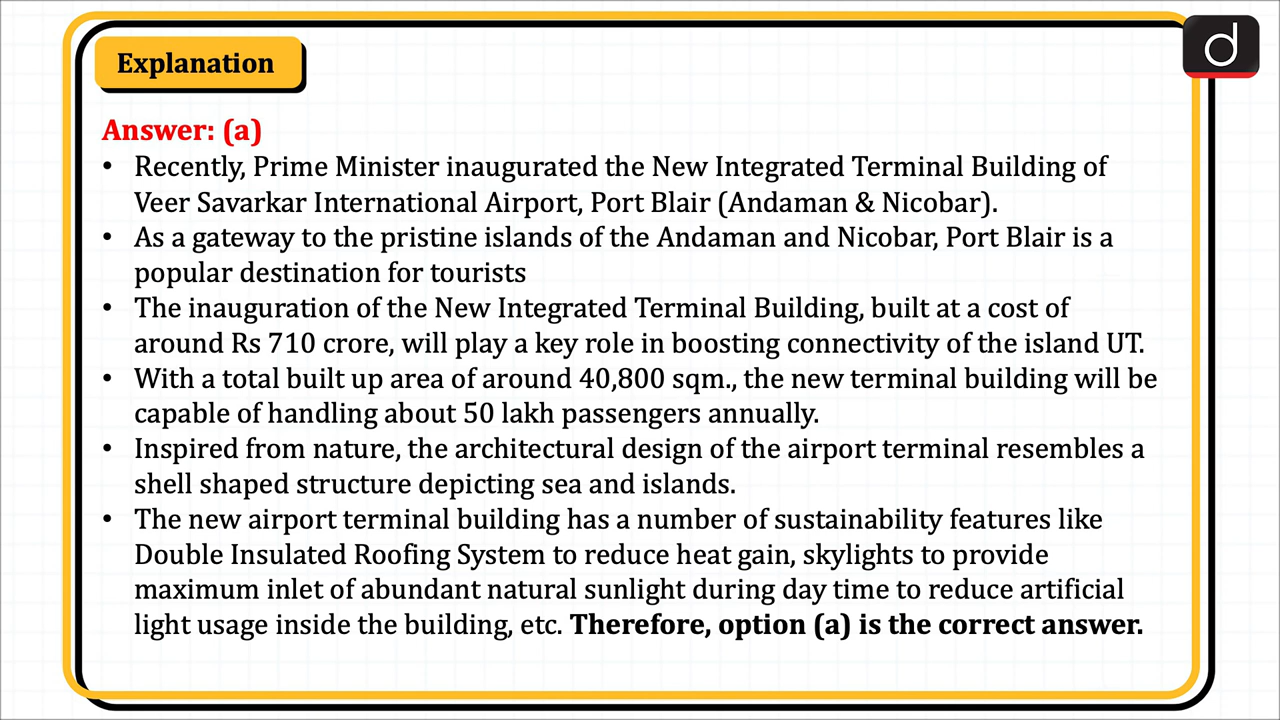 Explanation
d
Answer: (a)
• Recently, Prime Minister inaugurated the New Integrated Terminal Building of
Veer Savarkar International Airport, Port Blair (Andaman & Nicobar).
• As a gateway to the pristine islands of the Andaman and Nicobar, Port Blair is a
popular destination for tourists
• The inauguration of the New Integrated Terminal Building, built at a cost of
around Rs 710 crore, will play a key role in boosting connectivity of the island UT.
• With a total built up area of around 40,800 sqm., the new terminal building will be
capable of handling about 50 lakh passengers annually.
• Inspired from nature, the architectural design of the airport terminal resembles a
shell shaped structure depicting sea and islands.
• The new airport terminal building has a number of sustainability features like
Double Insulated Roofing System to reduce heat gain, skylights to provide
maximum inlet of abundant natural sunlight during day time to reduce artificial
light usage inside the building, etc. Therefore, option (a) is the correct answer.